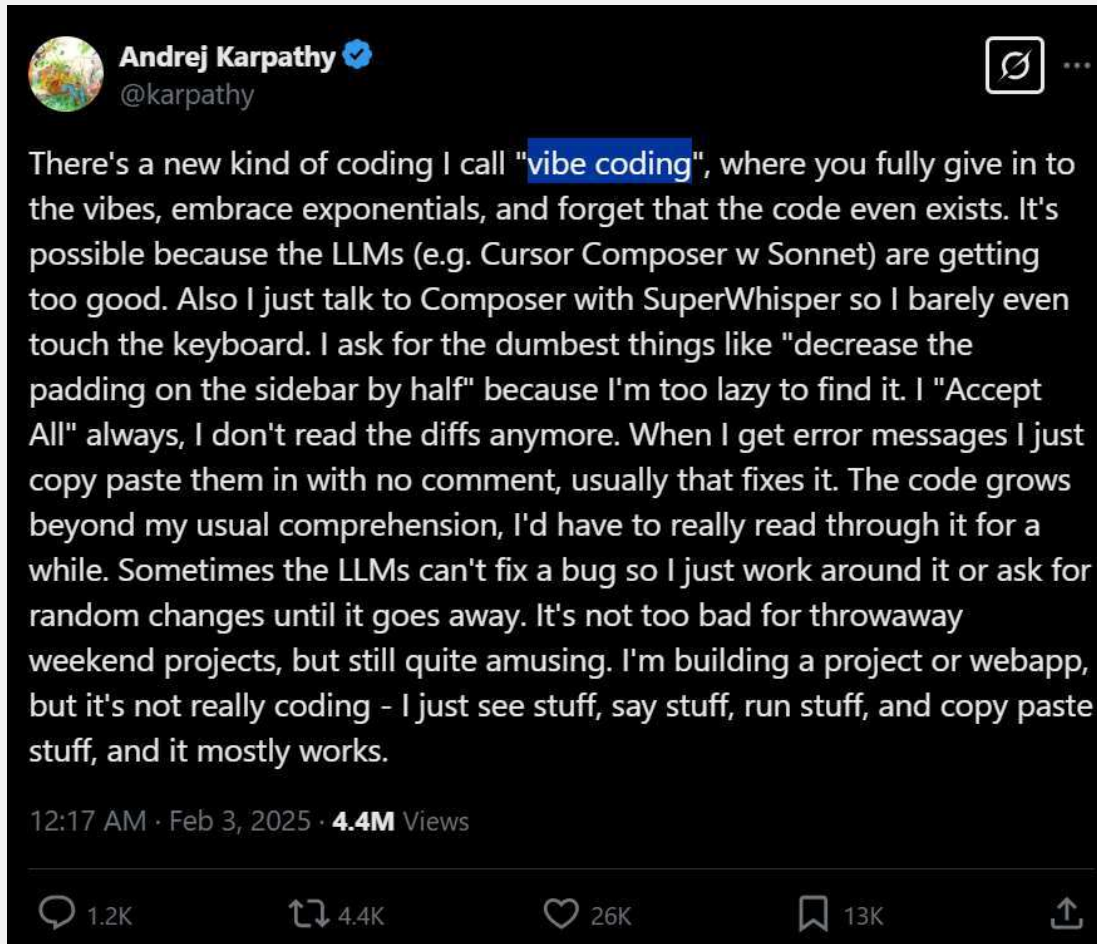 Andrej Karpathy
@karpathy
There's a new kind of coding I call "vibe coding", where you fully give in to
the vibes, embrace exponentials, and forget that the code even exists. It's
possible because the LLMs (e.g. Cursor Composer w Sonnet) are getting
too good. Also I just talk to Composer with SuperWhisper so I barely even
touch the keyboard. I ask for the dumbest things like "decrease the
padding on the sidebar by half" because I'm too lazy to find it. I "Accept
All" always, I don't read the diffs anymore. When I get error messages I just
copy paste them in with no comment, usually that fixes it. The code grows
beyond my usual comprehension, I'd have to really read through it for a
while. Sometimes the LLMs can't fix a bug so I just work around it or ask for
random changes until it goes away. It's not too bad for throwaway
weekend projects, but still quite amusing. I'm building a project or webapp,
but it's not really coding - I just see stuff, say stuff, run stuff, and copy paste
stuff, and it mostly works.
12:17 AM · Feb 3, 2025 · 4.4M Views
1.2K 4.4K 26K 13K